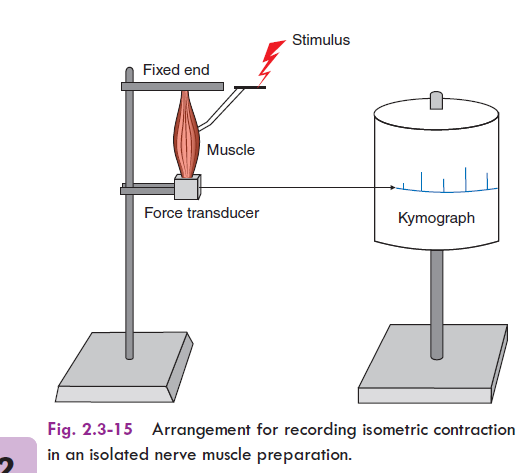 Stimulus
Fixed end
Muscle
Force transducer
Kymograph
Fig. 2.3-15 Arrangement for recording isometric contraction
in an isolated nerve muscle preparation.
2